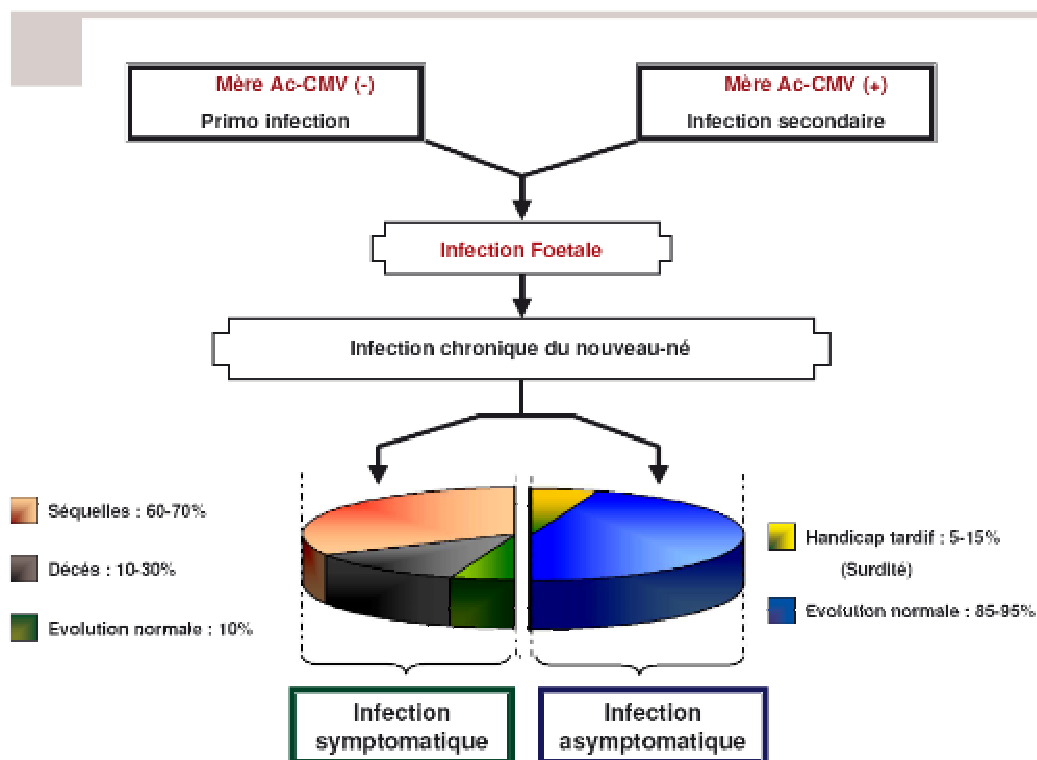 Mère Ac-CMV (-)
Primo infection
Mère Ac-CMV (+)
Infection secondaire
Infection Foetale
Infection chronique du nouveau-né
Séquelles : 60-70%
Décés : 10-30%
Evolution normale : 10%
Handicap tardif : 5-15%
(Surdité)
Evolution normale : 85-95%
Infection
symptomatique
Infection
asymptomatique